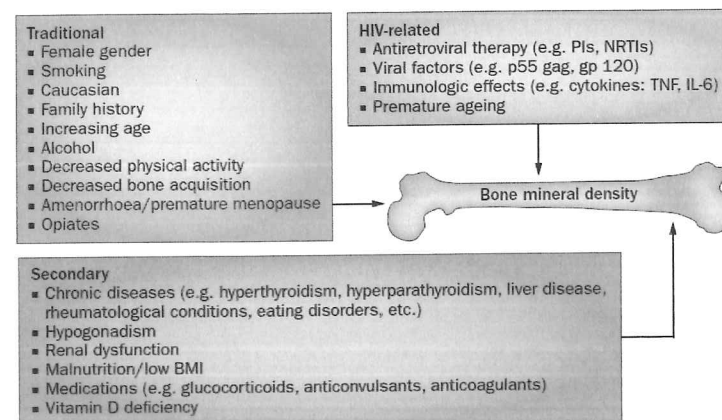 Traditional
▪ Female gender
▪ Smoking
▪ Caucasian
▪ Family history
▪ Increasing age
▪ Alcohol
▪ Decreased physical activity
▪ Decreased bone acquisition
▪ Amenorrhoea/premature menopause
▪ Opiates
HIV-related
▪ Antiretroviral therapy (e.g. PIs, NRTIs)
▪ Viral factors (e.g. p55 gag, gp 120)
▪ Immunologic effects (e.g. cytokines: TNF, IL-6)
▪ Premature ageing
Bone mineral density
Secondary
▪ Chronic diseases (e.g. hyperthyroidism, hyperparathyroidism, liver disease,
rheumatological conditions, eating disorders, etc.)
▪ Hypogonadism
▪ Renal dysfunction
▪ Malnutrition/low BMI
▪ Medications (e.g. glucocorticoids, anticonvulsants, anticoagulants)
▪ Vitamin D deficiency